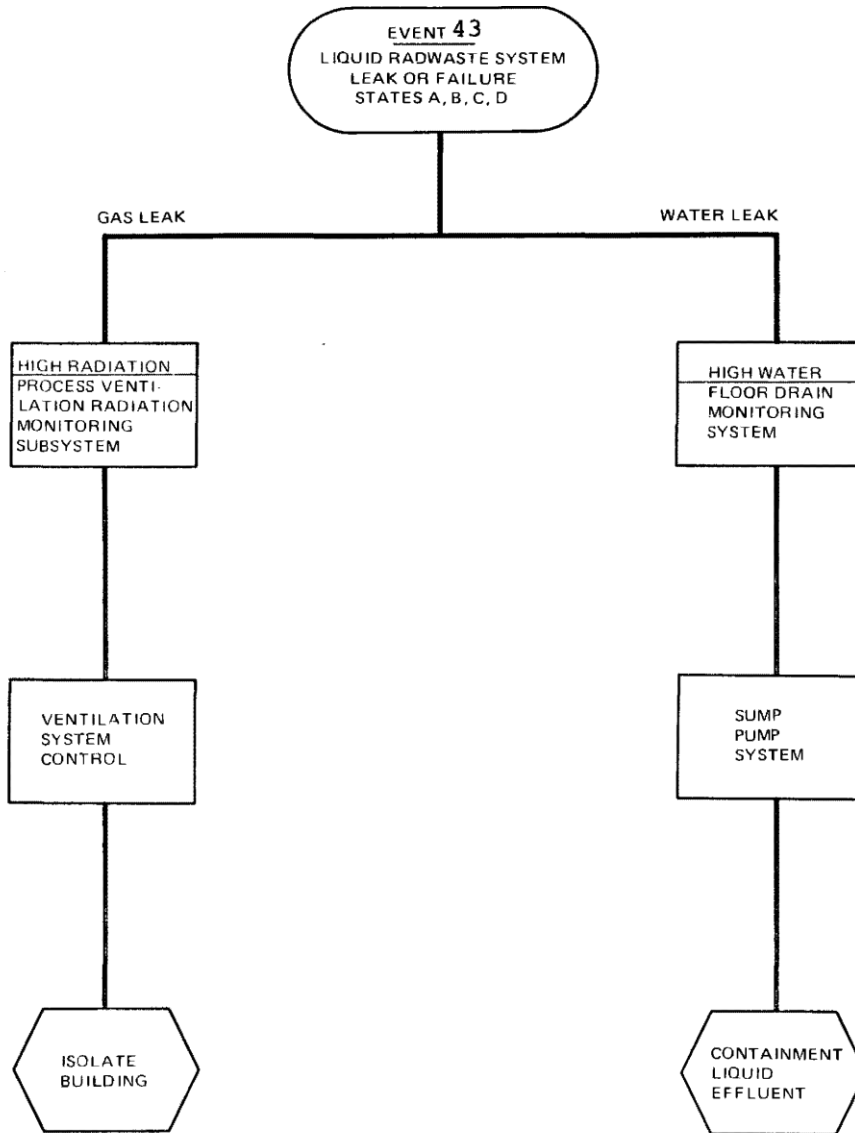 EVENT 43
LIQUID RADWASTE SYSTEM
LEAK OR FAILURE
STATES A, B, C, D
GAS LEAK
WATER LEAK
HIGH RADIATION
PROCESS VENTI-
LATION RADIATION
MONITORING
SUBSYSTEM
HIGH WATER
FLOOR DRAIN
MONITORING
SYSTEM
VENTILATION
SYSTEM
CONTROL
SUMP
PUMP
SYSTEM
ISOLATE
BUILDING
CONTAINMENT
LIQUID
EFFLUENT